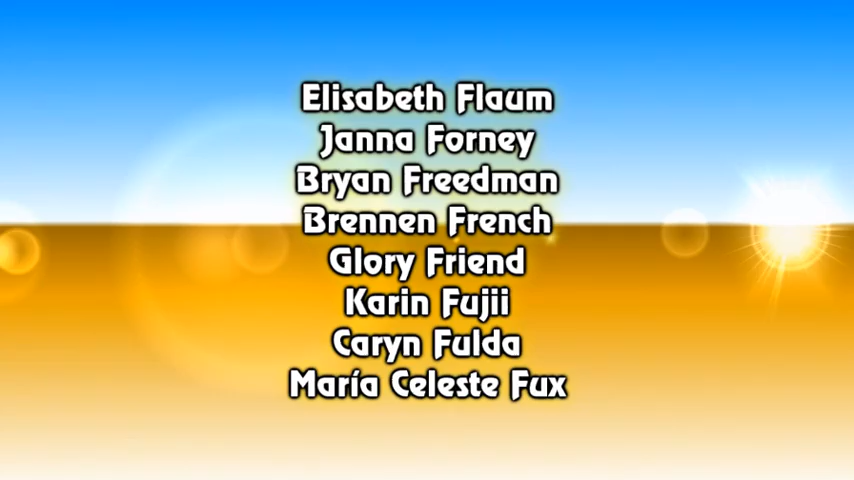 Elisabeth Flaum
Janna Forney
Bryan Freedman
Brennen French
Glory Friend
Karin Fujii
Caryn Fulda
María Celeste Fux